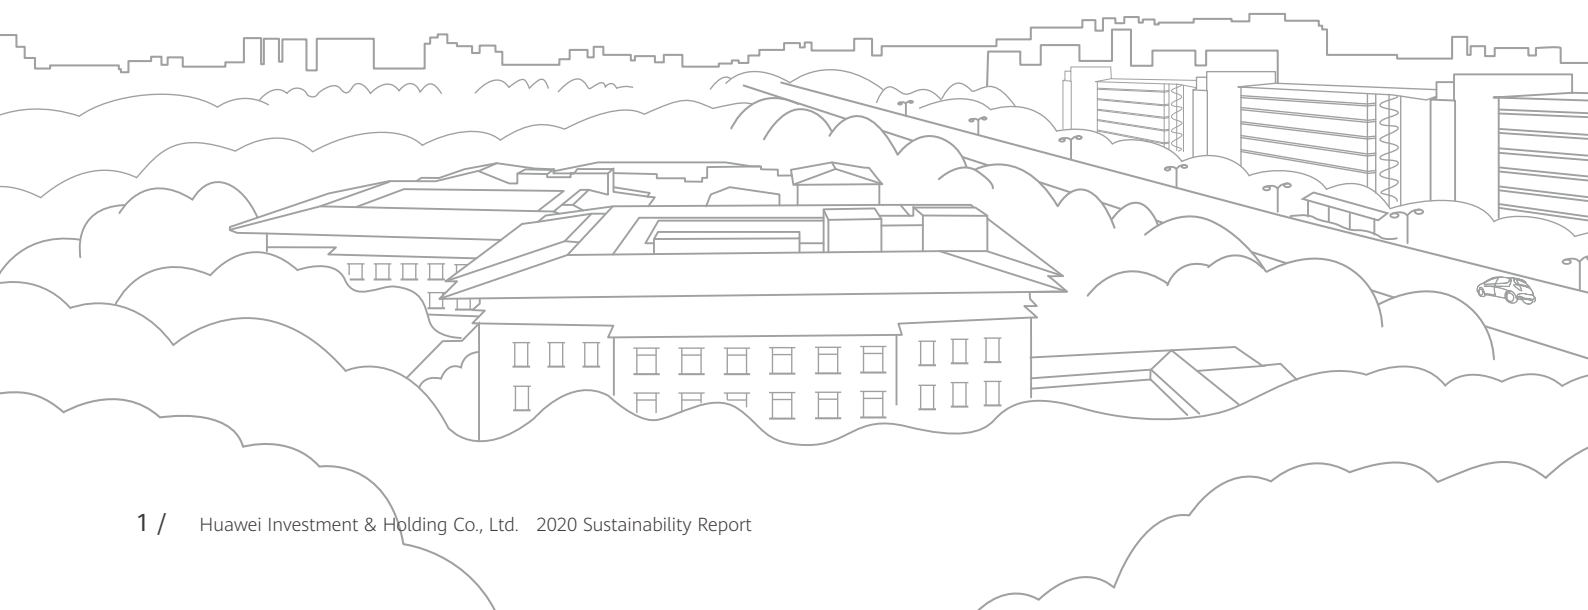 1 / Huawei Investment & Holding Co., Ltd. 2020 Sustainability Report